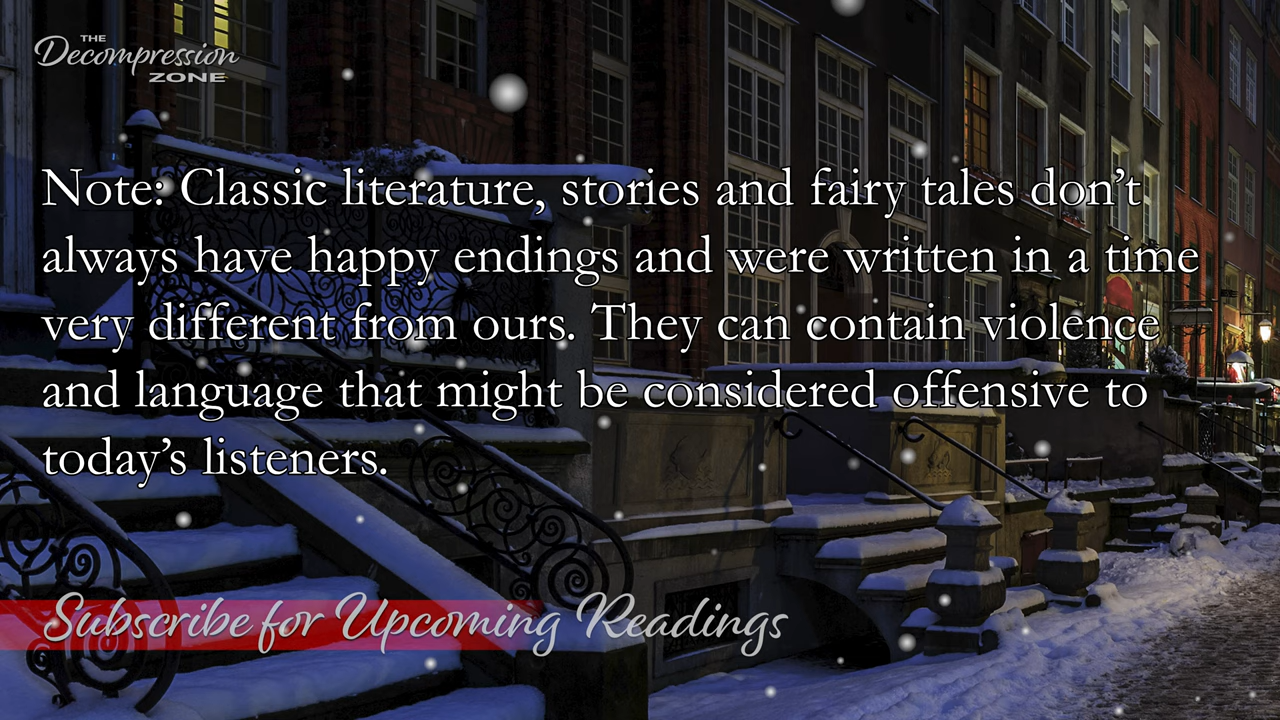 THE
Decompression
ZONE
Note: Classic literature, stories and fairy tales don’t
always have happy endings and were written in a time
very different from ours. They can contain violence
and language that might be considered offensive to
today’s listeners.
Subscribe for Upcoming Readings